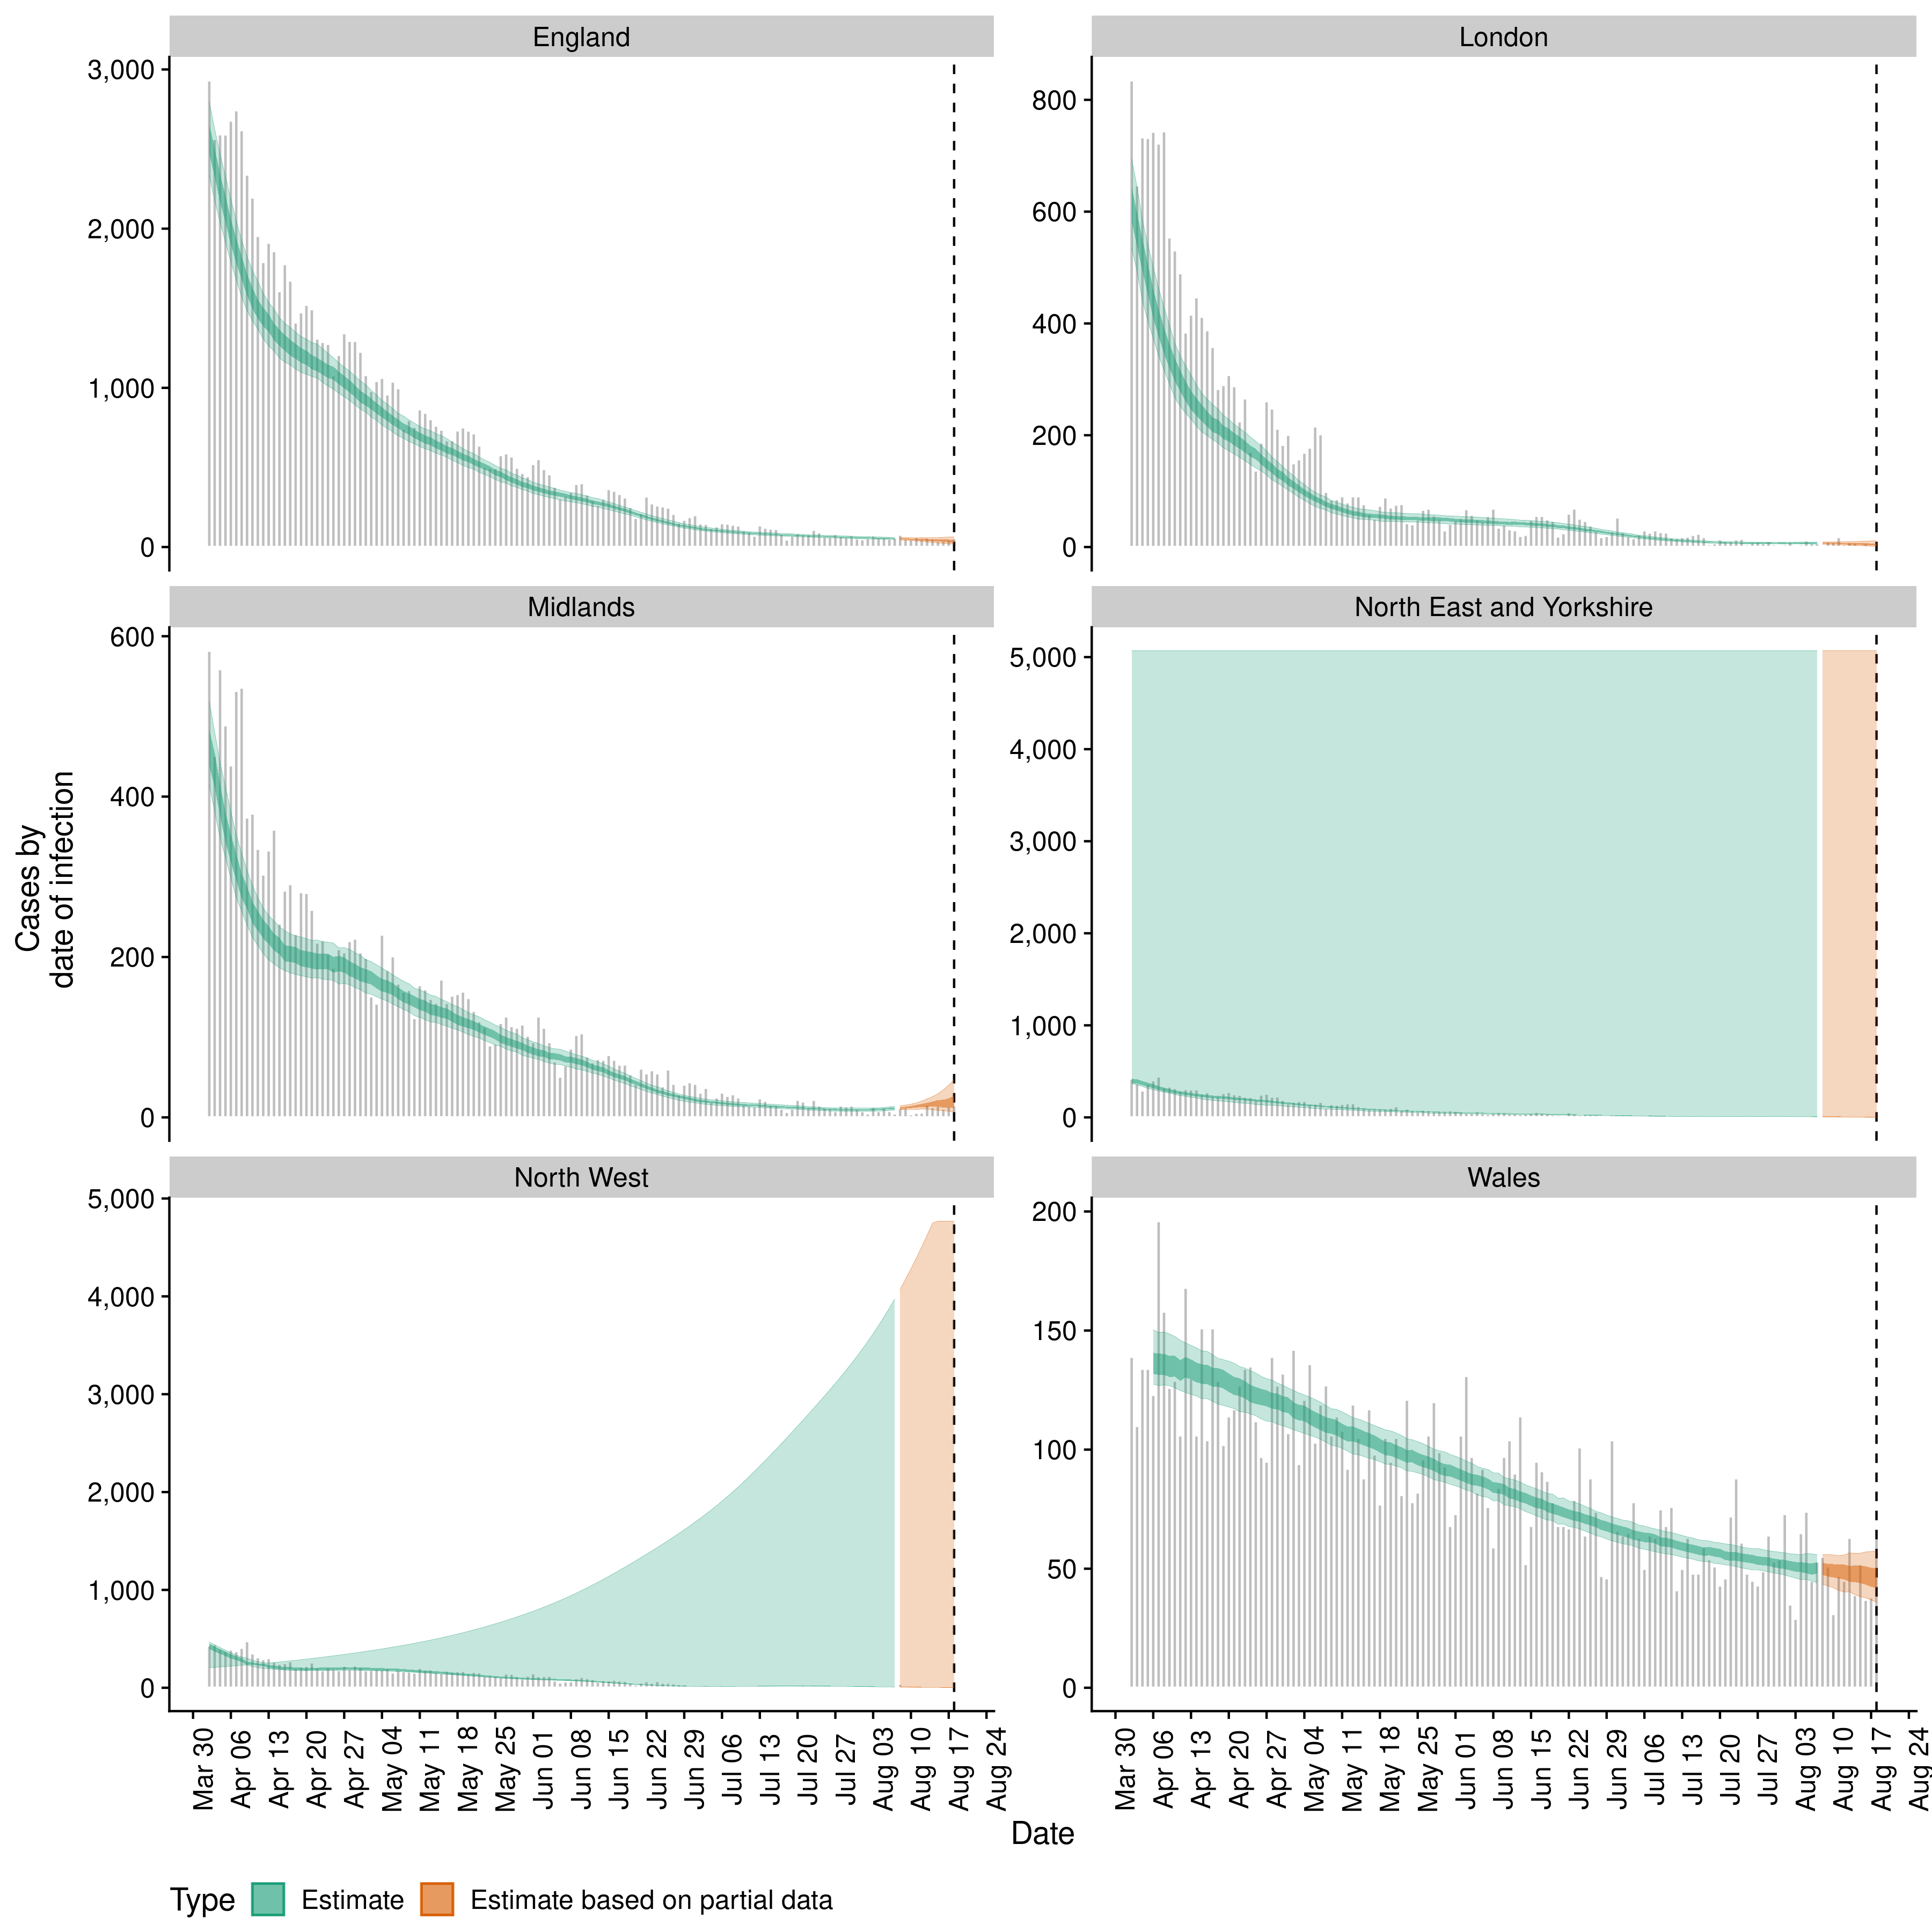 England
London
3,000
2,000
1,000
0
800
600
400
200
0
Midlands
North East and Yorkshire
600
400
200
0
5,000
4,000
3,000
2,000
1,000
0
North West
Wales
5,000
4,000
3,000
2,000
1,000
0
200
150
100
50
0
Cases by
date of infection
Mar 30
Apr 06
Apr 13
Apr 20
Apr 27
May 04
May 11
May 18
May 25
Jun 01
Jun 08
Jun 15
Jun 22
Jun 29
Jul 06
Jul 13
Jul 20
Jul 27
Aug 03
Aug 10
Aug 17
Aug 24
Mar 30
Apr 06
Apr 13
Apr 20
Apr 27
May 04
May 11
May 18
May 25
Jun 01
Jun 08
Jun 15
Jun 22
Jun 29
Jul 06
Jul 13
Jul 20
Jul 27
Aug 03
Aug 10
Aug 17
Aug 24
Date
Type Estimate Estimate based on partial data